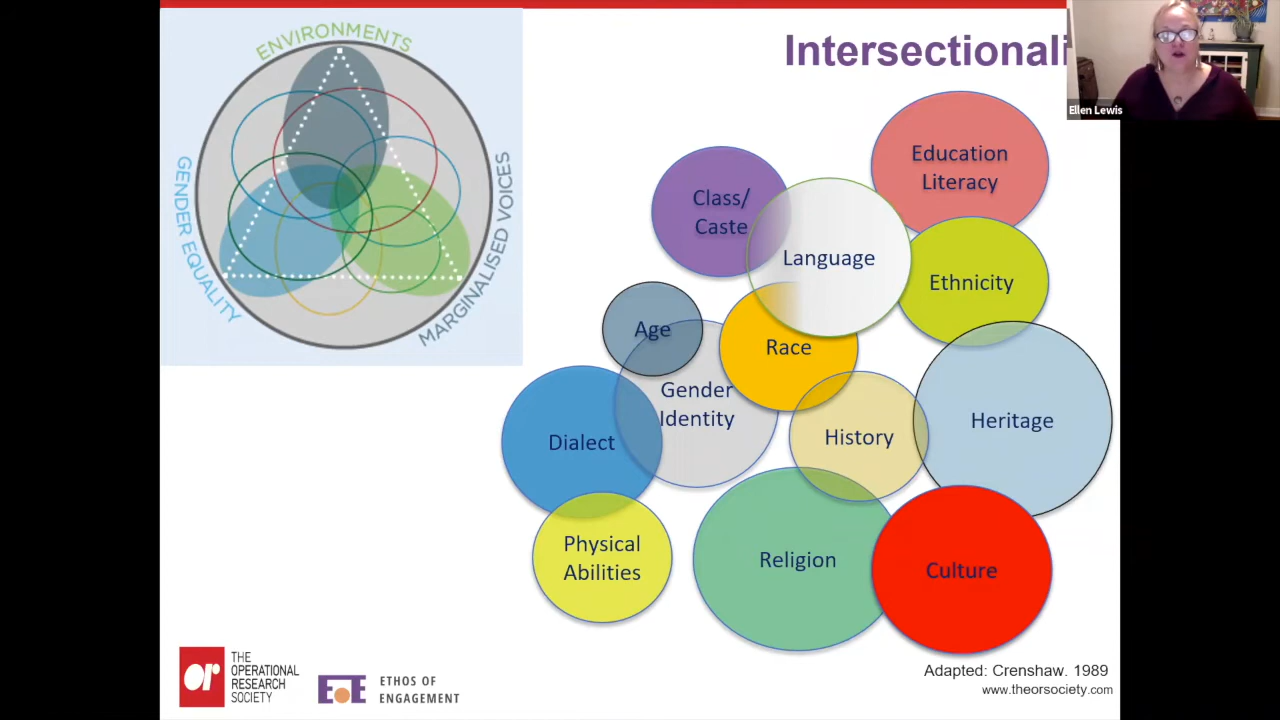 ENVIRONMENTS
GENDER EQUALITY
MARGINALISED VOICES
Intersectionali
Ellen Lewis
Education
Literacy
Class/
Caste
Language
Ethnicity
Age
Race
Gender
Identity
Heritage
Dialect
History
Physical
Abilities
Religion
Culture
or
THE
OPERATIONAL
RESEARCH
SOCIETY
EOE
ETHOS OF
ENGAGEMENT
Adapted: Crenshaw. 1989
www.theorsociety.com